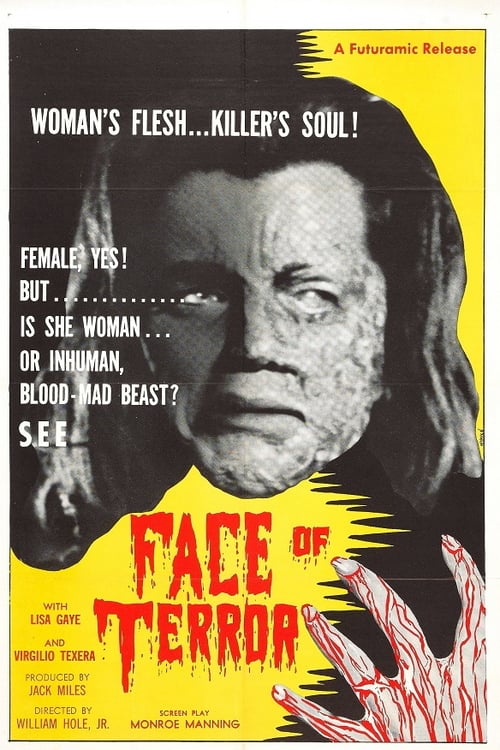 A Futuramic Release
WOMAN'S FLESH...KILLER'S SOUL!
FEMALE, YES!
BUT..............
IS SHE WOMAN...
OR INHUMAN,
BLOOD-MAD BEAST?
SEE
FACE OF
TERROR
WITH
LISA GAYE
AND
VIRGILIO TEXERA
PRODUCED BY
JACK MILES
DIRECTED BY
WILLIAM HOLE, JR.
SCREEN PLAY
MONROE MANNING